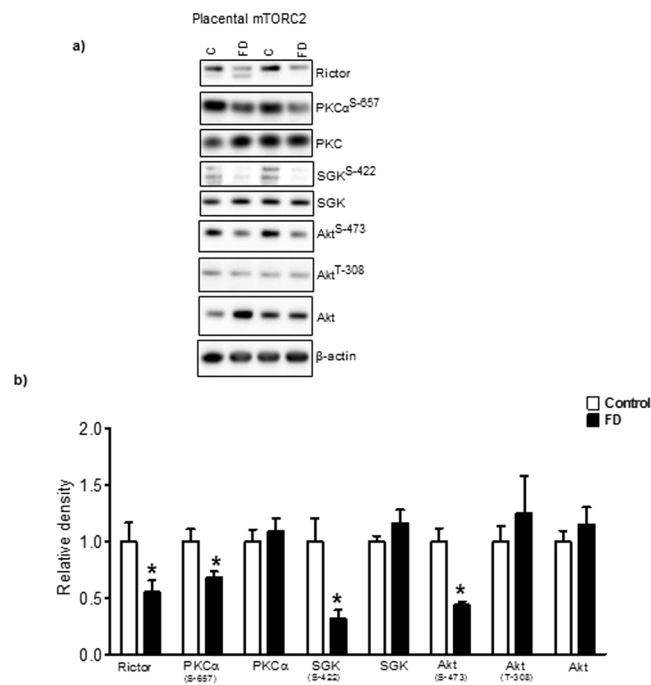 Placental mTORC2
a)
C FD C FD
Rictor
PKCα S-657
PKC
SGK S-422
SGK
Akt S-473
Akt T-308
Akt
β-actin
b)
Control
FD
Relative density
2.0
1.5
1.0
0.5
0.0
* * * *
Rictor PKCα PKCα SGK SGK Akt Akt Akt
(S-657) (S-422) (S-473) (T-308)